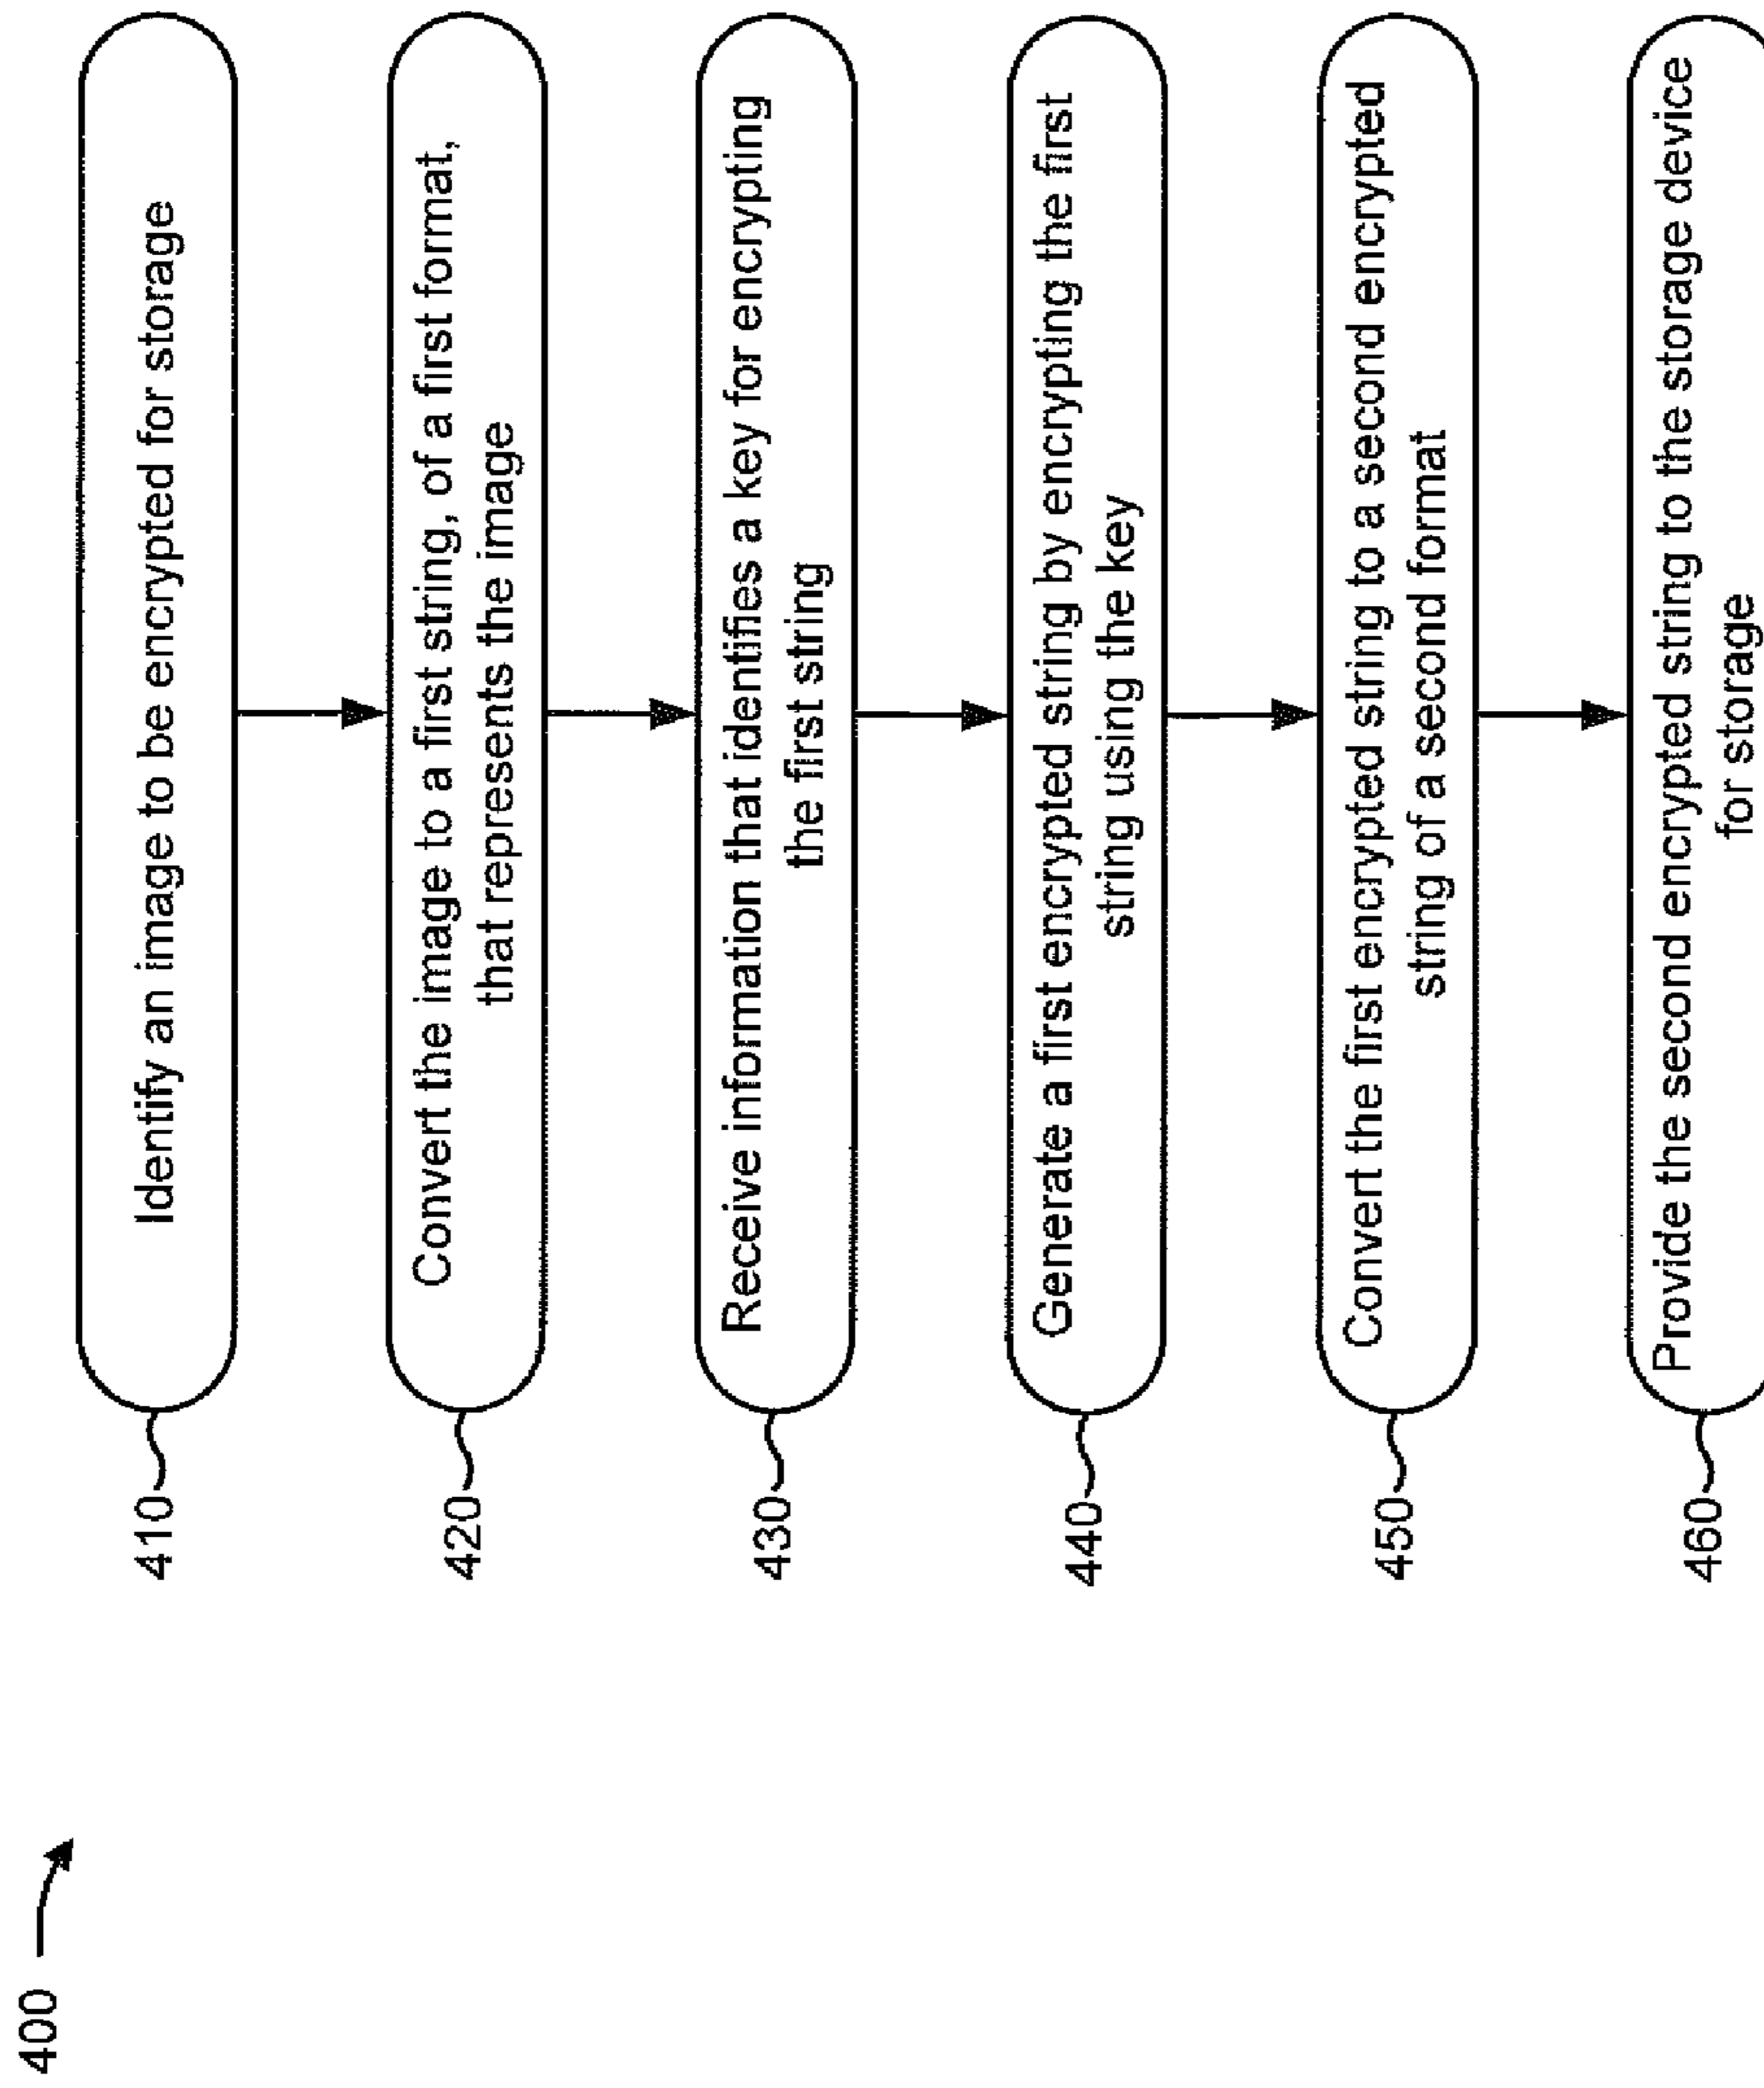 400
410
Identify an image to be encrypted for storage
420
Convert the image to a first string, of a first format,
that represents the image
430
Receive information that identifies a key for encrypting
the first string
440
Generate a first encrypted string by encrypting the first
string using the key
450
Convert the first encrypted string to a second encrypted
string of a second format
460
Provide the second encrypted string to the storage device
for storage